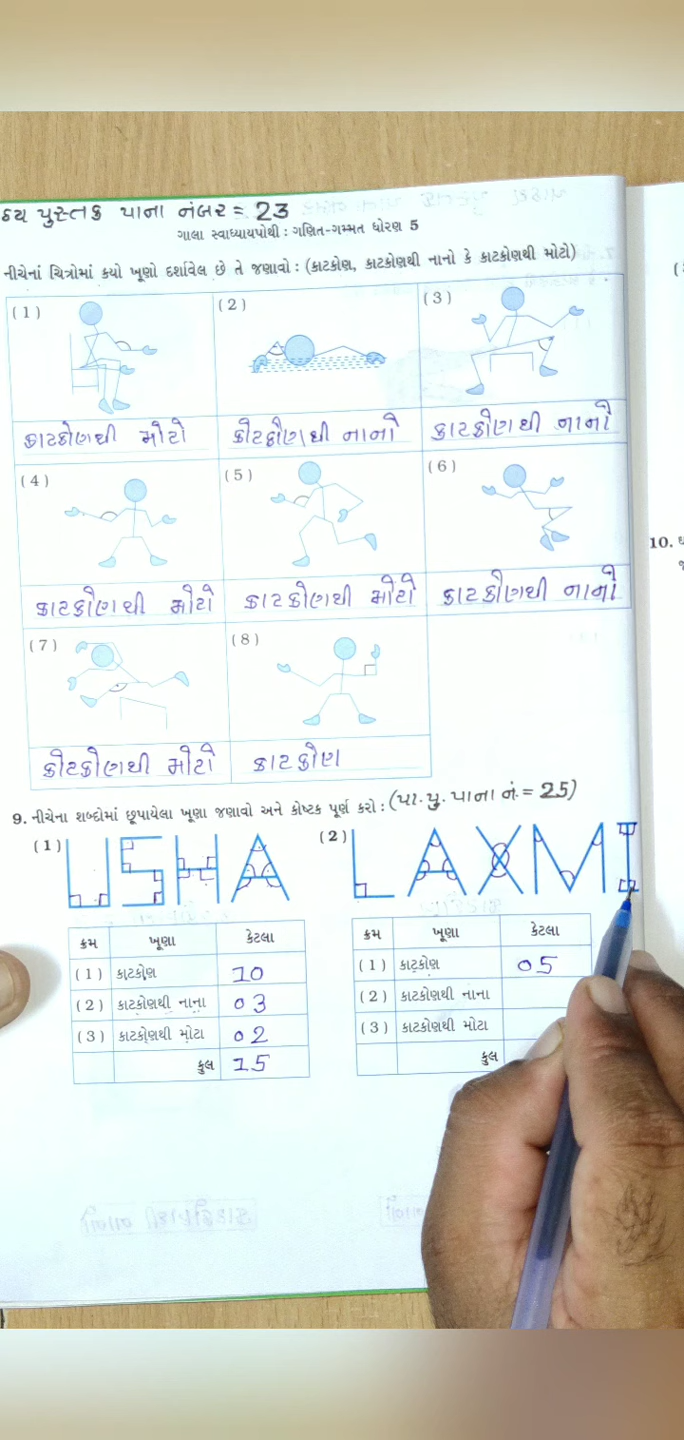 ઠ્ય પુસ્તક પાના નંબર = 23
ગાલા સ્વાધ્યાયપોથી : ગણિત-ગમ્મત ધોરણ 5
નીચેનાં ચિત્રોમાં કયો ખૂણો દર્શાવેલ છે તે જણાવો : (કાટકોણ, કાટકોણથી નાનો કે કાટકોણથી મોટો)
(1) (2) (3)
કાટકોણથી મોટો કાટકોણથી નાનો કાટકોણથી નાનો
(4) (5) (6)
કાટકોણથી મોટો કાટકોણથી મોટો કાટકોણથી નાનો
(7) (8)
કાટકોણથી મોટો કાટકોણ
9. નીચેના શબ્દોમાં છૂપાયેલા ખૂણા જણાવો અને કોષ્ટક પૂર્ણ કરો : (પા.પુ. પાના નં. = 25)
(1) USHA (2) LAXMI
ક્રમ ખૂણા કેટલા
(1) કાટકોણ 10
(2) કાટકોણથી નાના 03
(3) કાટકોણથી મોટા 02
કુલ 15
ક્રમ ખૂણા કેટલા
(1) કાટકોણ 05
(2) કાટકોણથી નાના
(3) કાટકોણથી મોટા
કુલ
10.